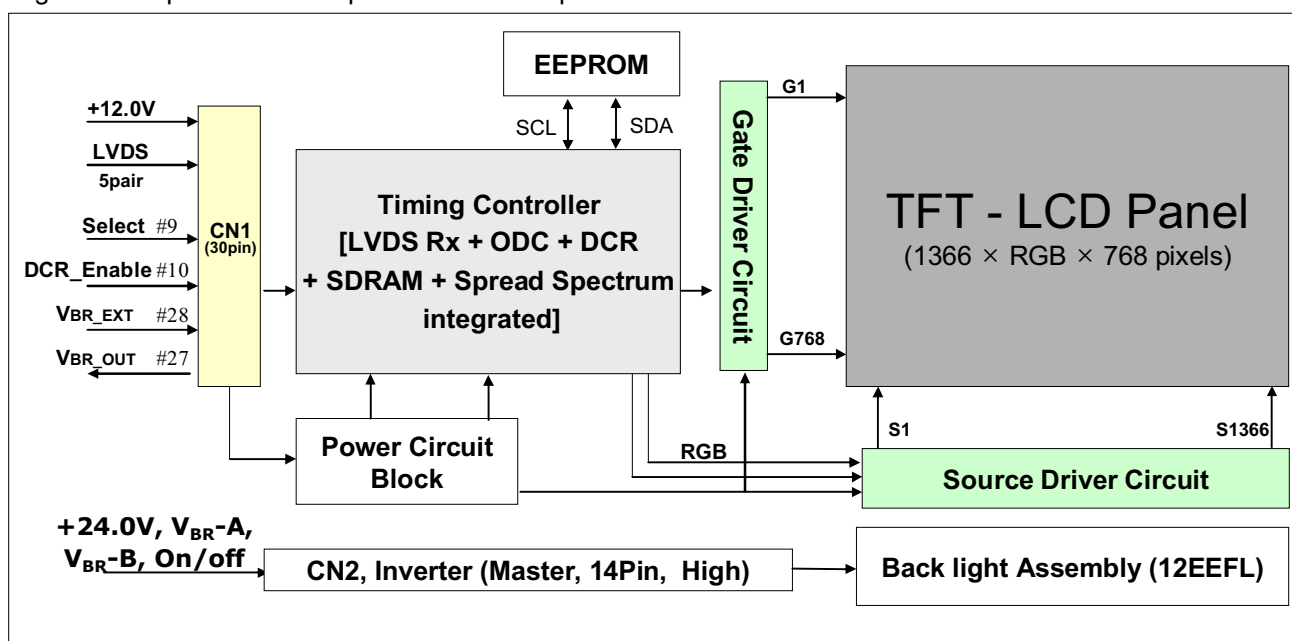 EEPROM
SCL
SDA
+12.0V
LVDS
5pair
Select #9
DCR_Enable #10
VBR_EXT #28
VBR_OUT #27
CN1
(30pin)
Timing Controller
[LVDS Rx + ODC + DCR
+ SDRAM + Spread Spectrum
integrated]
Gate Driver Circuit
G1
G768
TFT - LCD Panel
(1366 × RGB × 768 pixels)
S1
S1366
Power Circuit
Block
RGB
Source Driver Circuit
+24.0V, VBR-A,
VBR-B, On/off
CN2, Inverter (Master, 14Pin, High)
Back light Assembly (12EEFL)